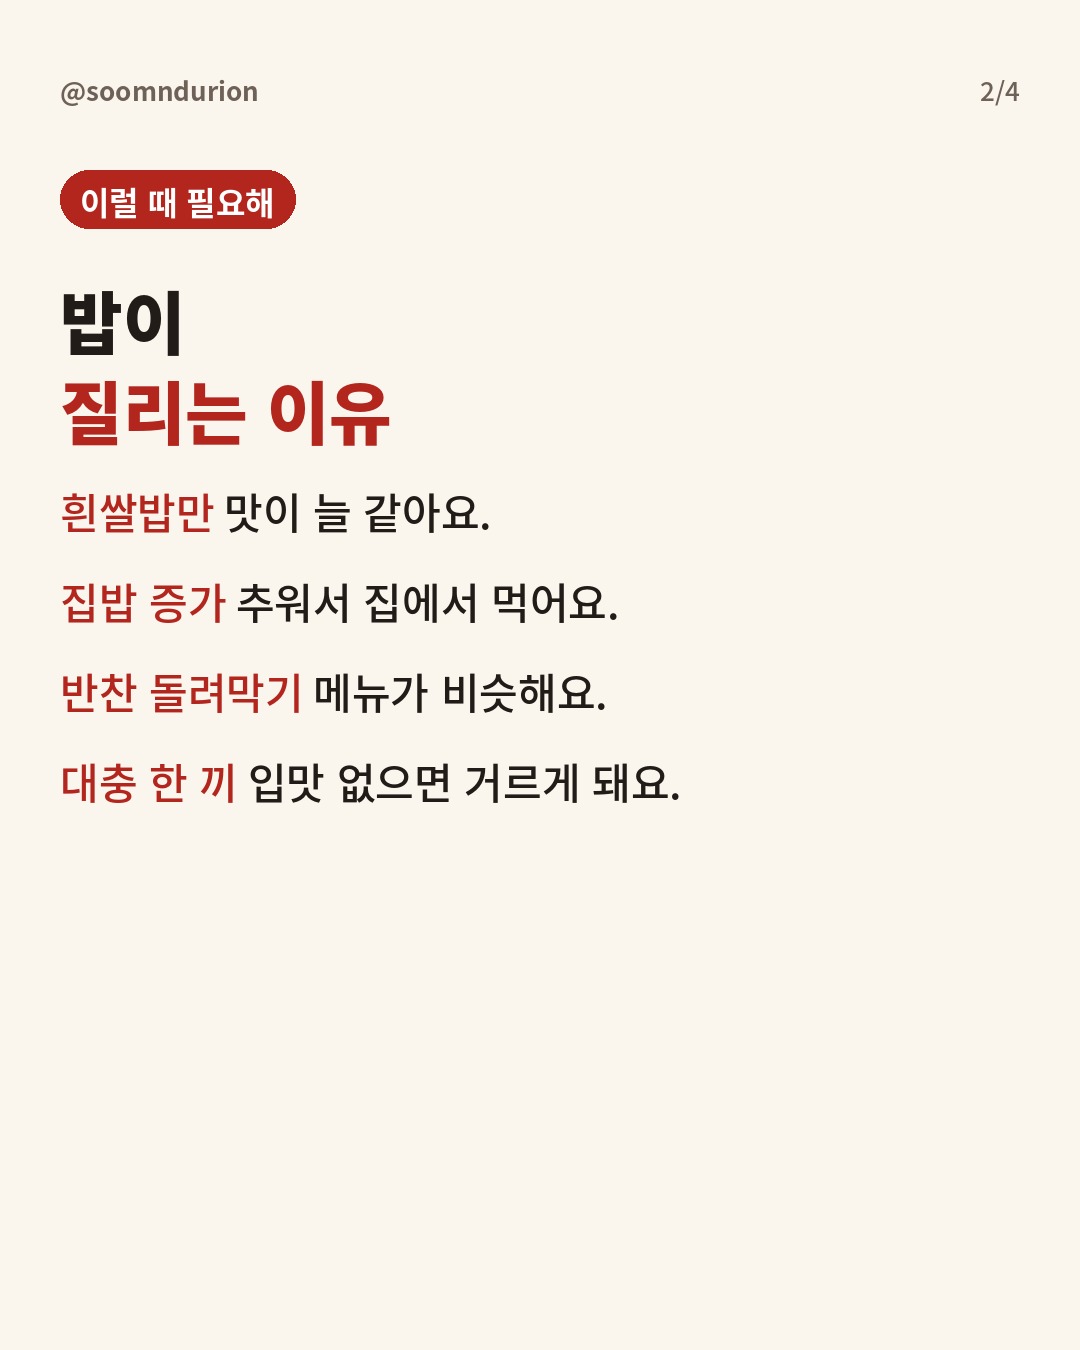 @soomndurion
2/4
이럴 때 필요해
밥이
질리는 이유
흰쌀밥만 맛이 늘 같아요.
집밥 증가 추워서 집에서 먹어요.
반찬 돌려막기 메뉴가 비슷해요.
대충 한 끼 입맛 없으면 거르게 돼요.